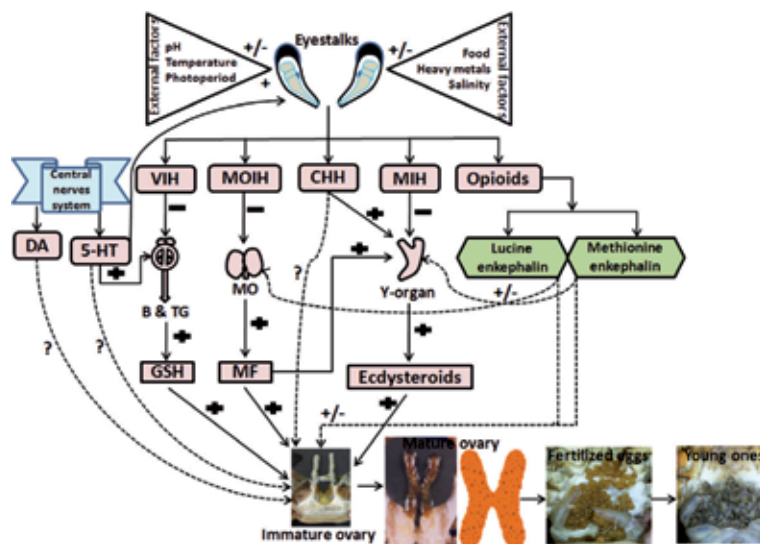 Eyestalks
External factors
pH
Temperature
Photoperiod
+/-
+
+/-
Food
Heavy metals
Salinity
External factors
Central
nerves
system
VIH
MOIH
CHH
MIH
Opioids
DA
5-HT
Lucine
enkephalin
Methionine
enkephalin
?
MO
Y-organ
+/-
B & TG
?
?
GSH
MF
Ecdysteroids
+/-
Mature ovary
Fertilized eggs
Young ones
Immature ovary